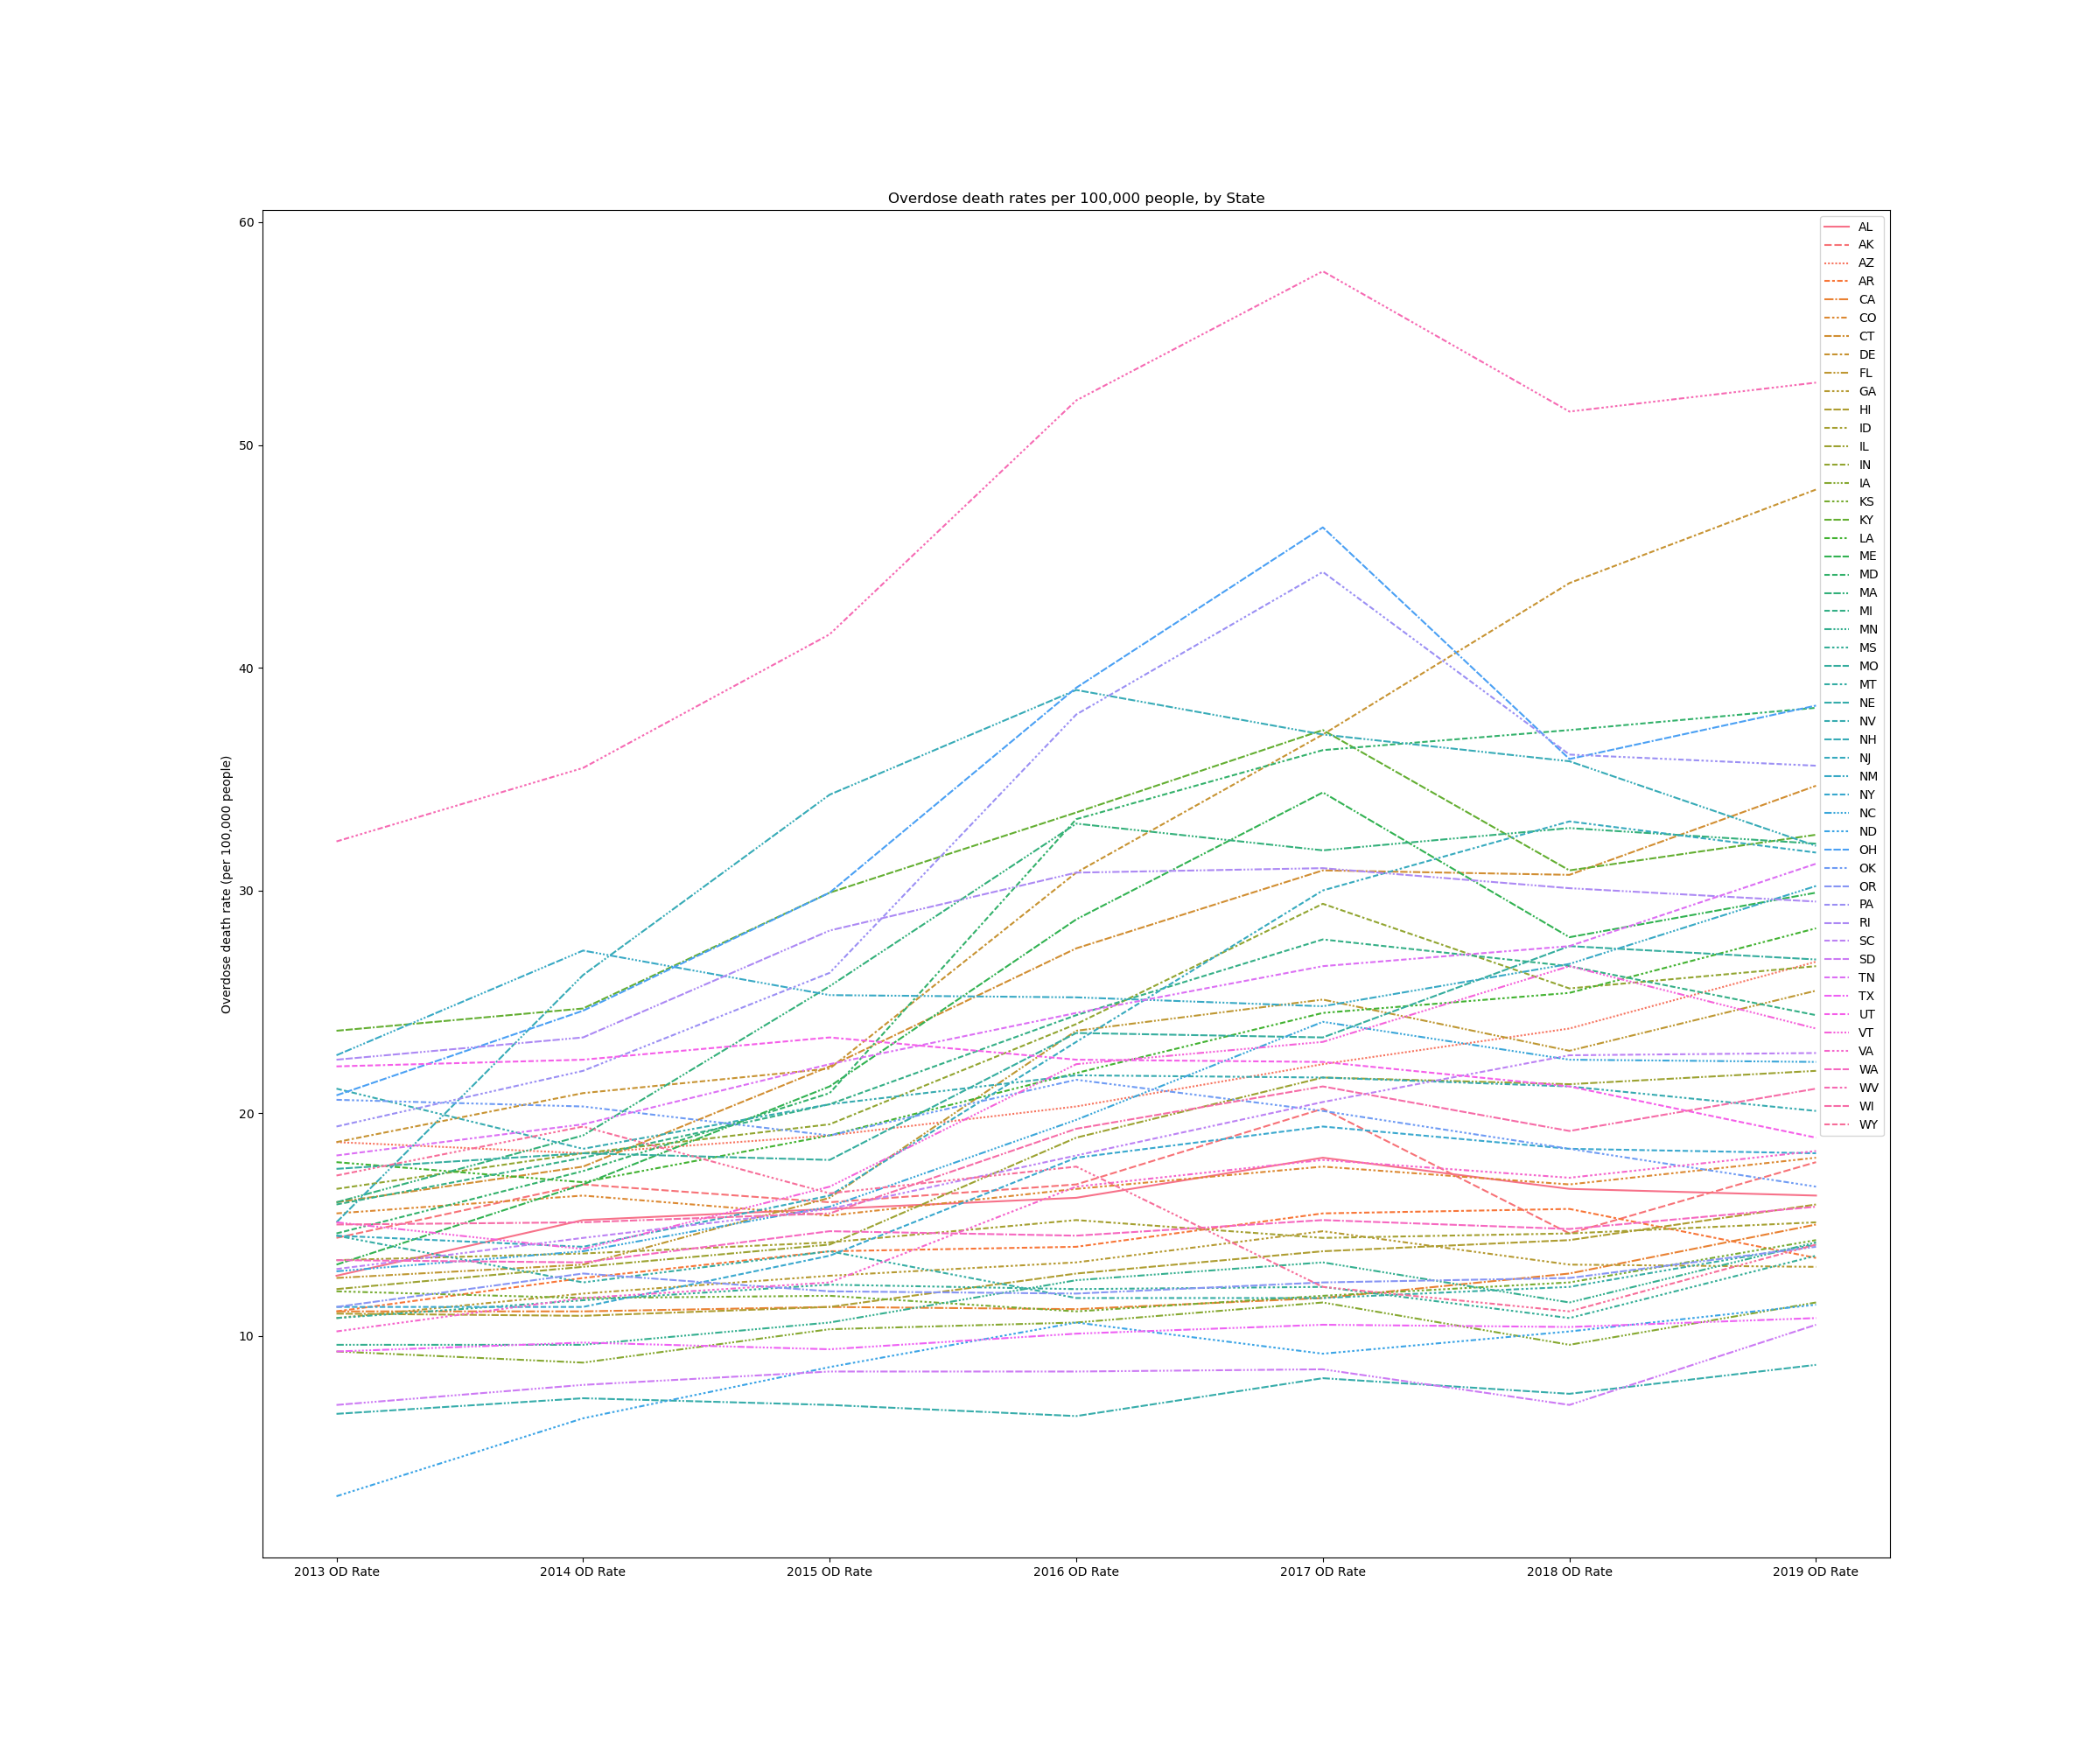 Overdose death rates per 100,000 people, by State
60
50
40
30
20
10
Overdose death rate (per 100,000 people)
2013 OD Rate
2014 OD Rate
2015 OD Rate
2016 OD Rate
2017 OD Rate
2018 OD Rate
2019 OD Rate
AL
AK
AZ
AR
CA
CO
CT
DE
FL
GA
HI
ID
IL
IN
IA
KS
KY
LA
ME
MD
MA
MI
MN
MS
MO
MT
NE
NV
NH
NJ
NM
NY
NC
ND
OH
OK
OR
PA
RI
SC
SD
TN
TX
UT
VT
VA
WA
WV
WI
WY